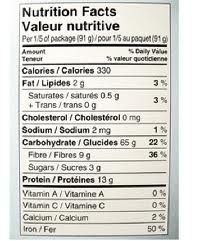 Nutrition Facts
Valeur nutritive
Per 1/5 of package (91 g) / pour 1/5 du paquet (91 g)
Amount % Daily Value
Teneur % valeur quotidienne
Calories / Calories 330
Fat / Lipides 2 g 3 %
Saturates / saturés 0.5 g 3 %
+ Trans / trans 0 g
Cholesterol / Cholestérol 0 mg
Sodium / Sodium 2 mg 1 %
Carbohydrate / Glucides 65 g 22 %
Fibre / Fibres 9 g 36 %
Sugars / Sucres 3 g
Protein / Protéines 13 g
Vitamin A / Vitamine A 0 %
Vitamin C / Vitamine C 0 %
Calcium / Calcium 2 %
Iron / Fer 50 %